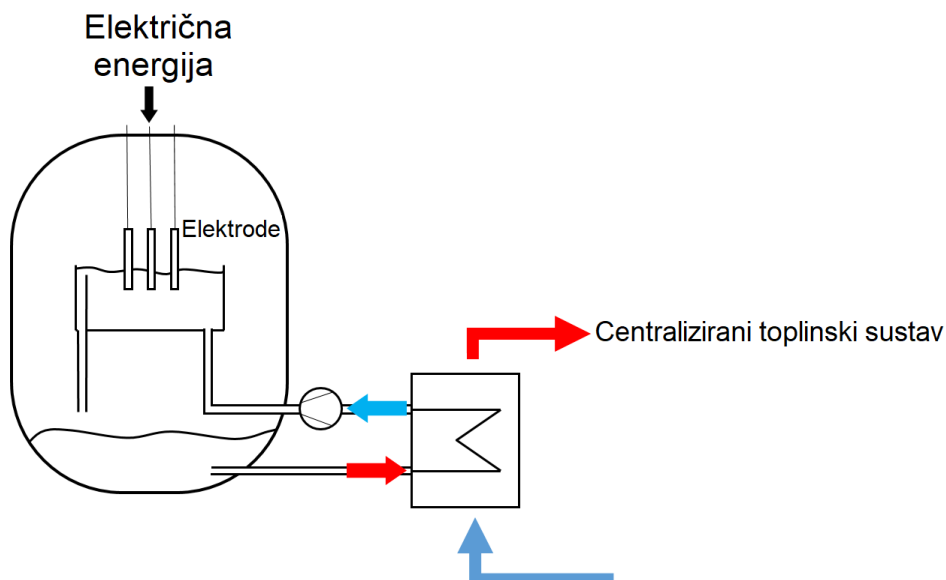 Električna
energija
Elektrode
Centralizirani toplinski sustav